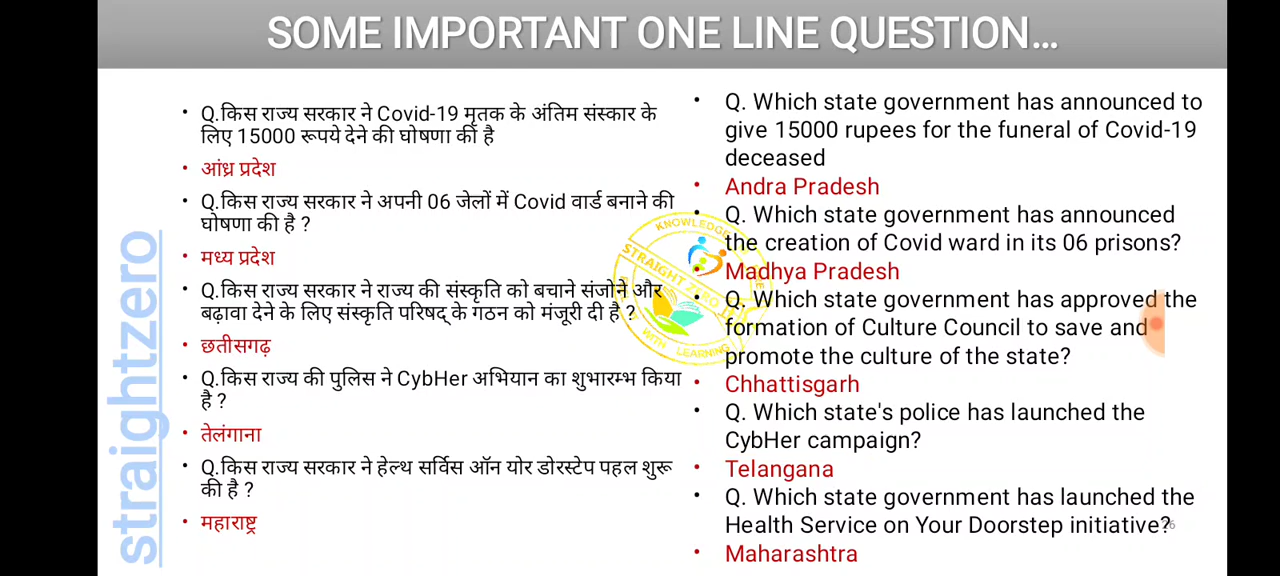 SOME IMPORTANT ONE LINE QUESTION...
• Q.किस राज्य सरकार ने Covid-19 मृतक के अंतिम संस्कार के
लिए 15000 रूपये देने की घोषणा की है
• आंध्र प्रदेश
• Q.किस राज्य सरकार ने अपनी 06 जेलों में Covid वार्ड बनाने की
घोषणा की है ?
• मध्य प्रदेश
• Q.किस राज्य सरकार ने राज्य की संस्कृति को बचाने संजोने और
बढ़ावा देने के लिए संस्कृति परिषद् के गठन को मंजूरी दी है ?
• छतीसगढ़
• Q.किस राज्य की पुलिस ने CybHer अभियान का शुभारम्भ किया
है ?
• तेलंगाना
• Q.किस राज्य सरकार ने हेल्थ सर्विस ऑन योर डोरस्टेप पहल शुरू
की है ?
• महाराष्ट्र
• Q. Which state government has announced to
give 15000 rupees for the funeral of Covid-19
deceased
• Andra Pradesh
• Q. Which state government has announced
the creation of Covid ward in its 06 prisons?
• Madhya Pradesh
• Q. Which state government has approved the
formation of Culture Council to save and
promote the culture of the state?
• Chhattisgarh
• Q. Which state's police has launched the
CybHer campaign?
• Telangana
• Q. Which state government has launched the
Health Service on Your Doorstep initiative?
• Maharashtra
straightzero
KNOWLEDGE
STRAIGHT ZERO
WITH LEARNING